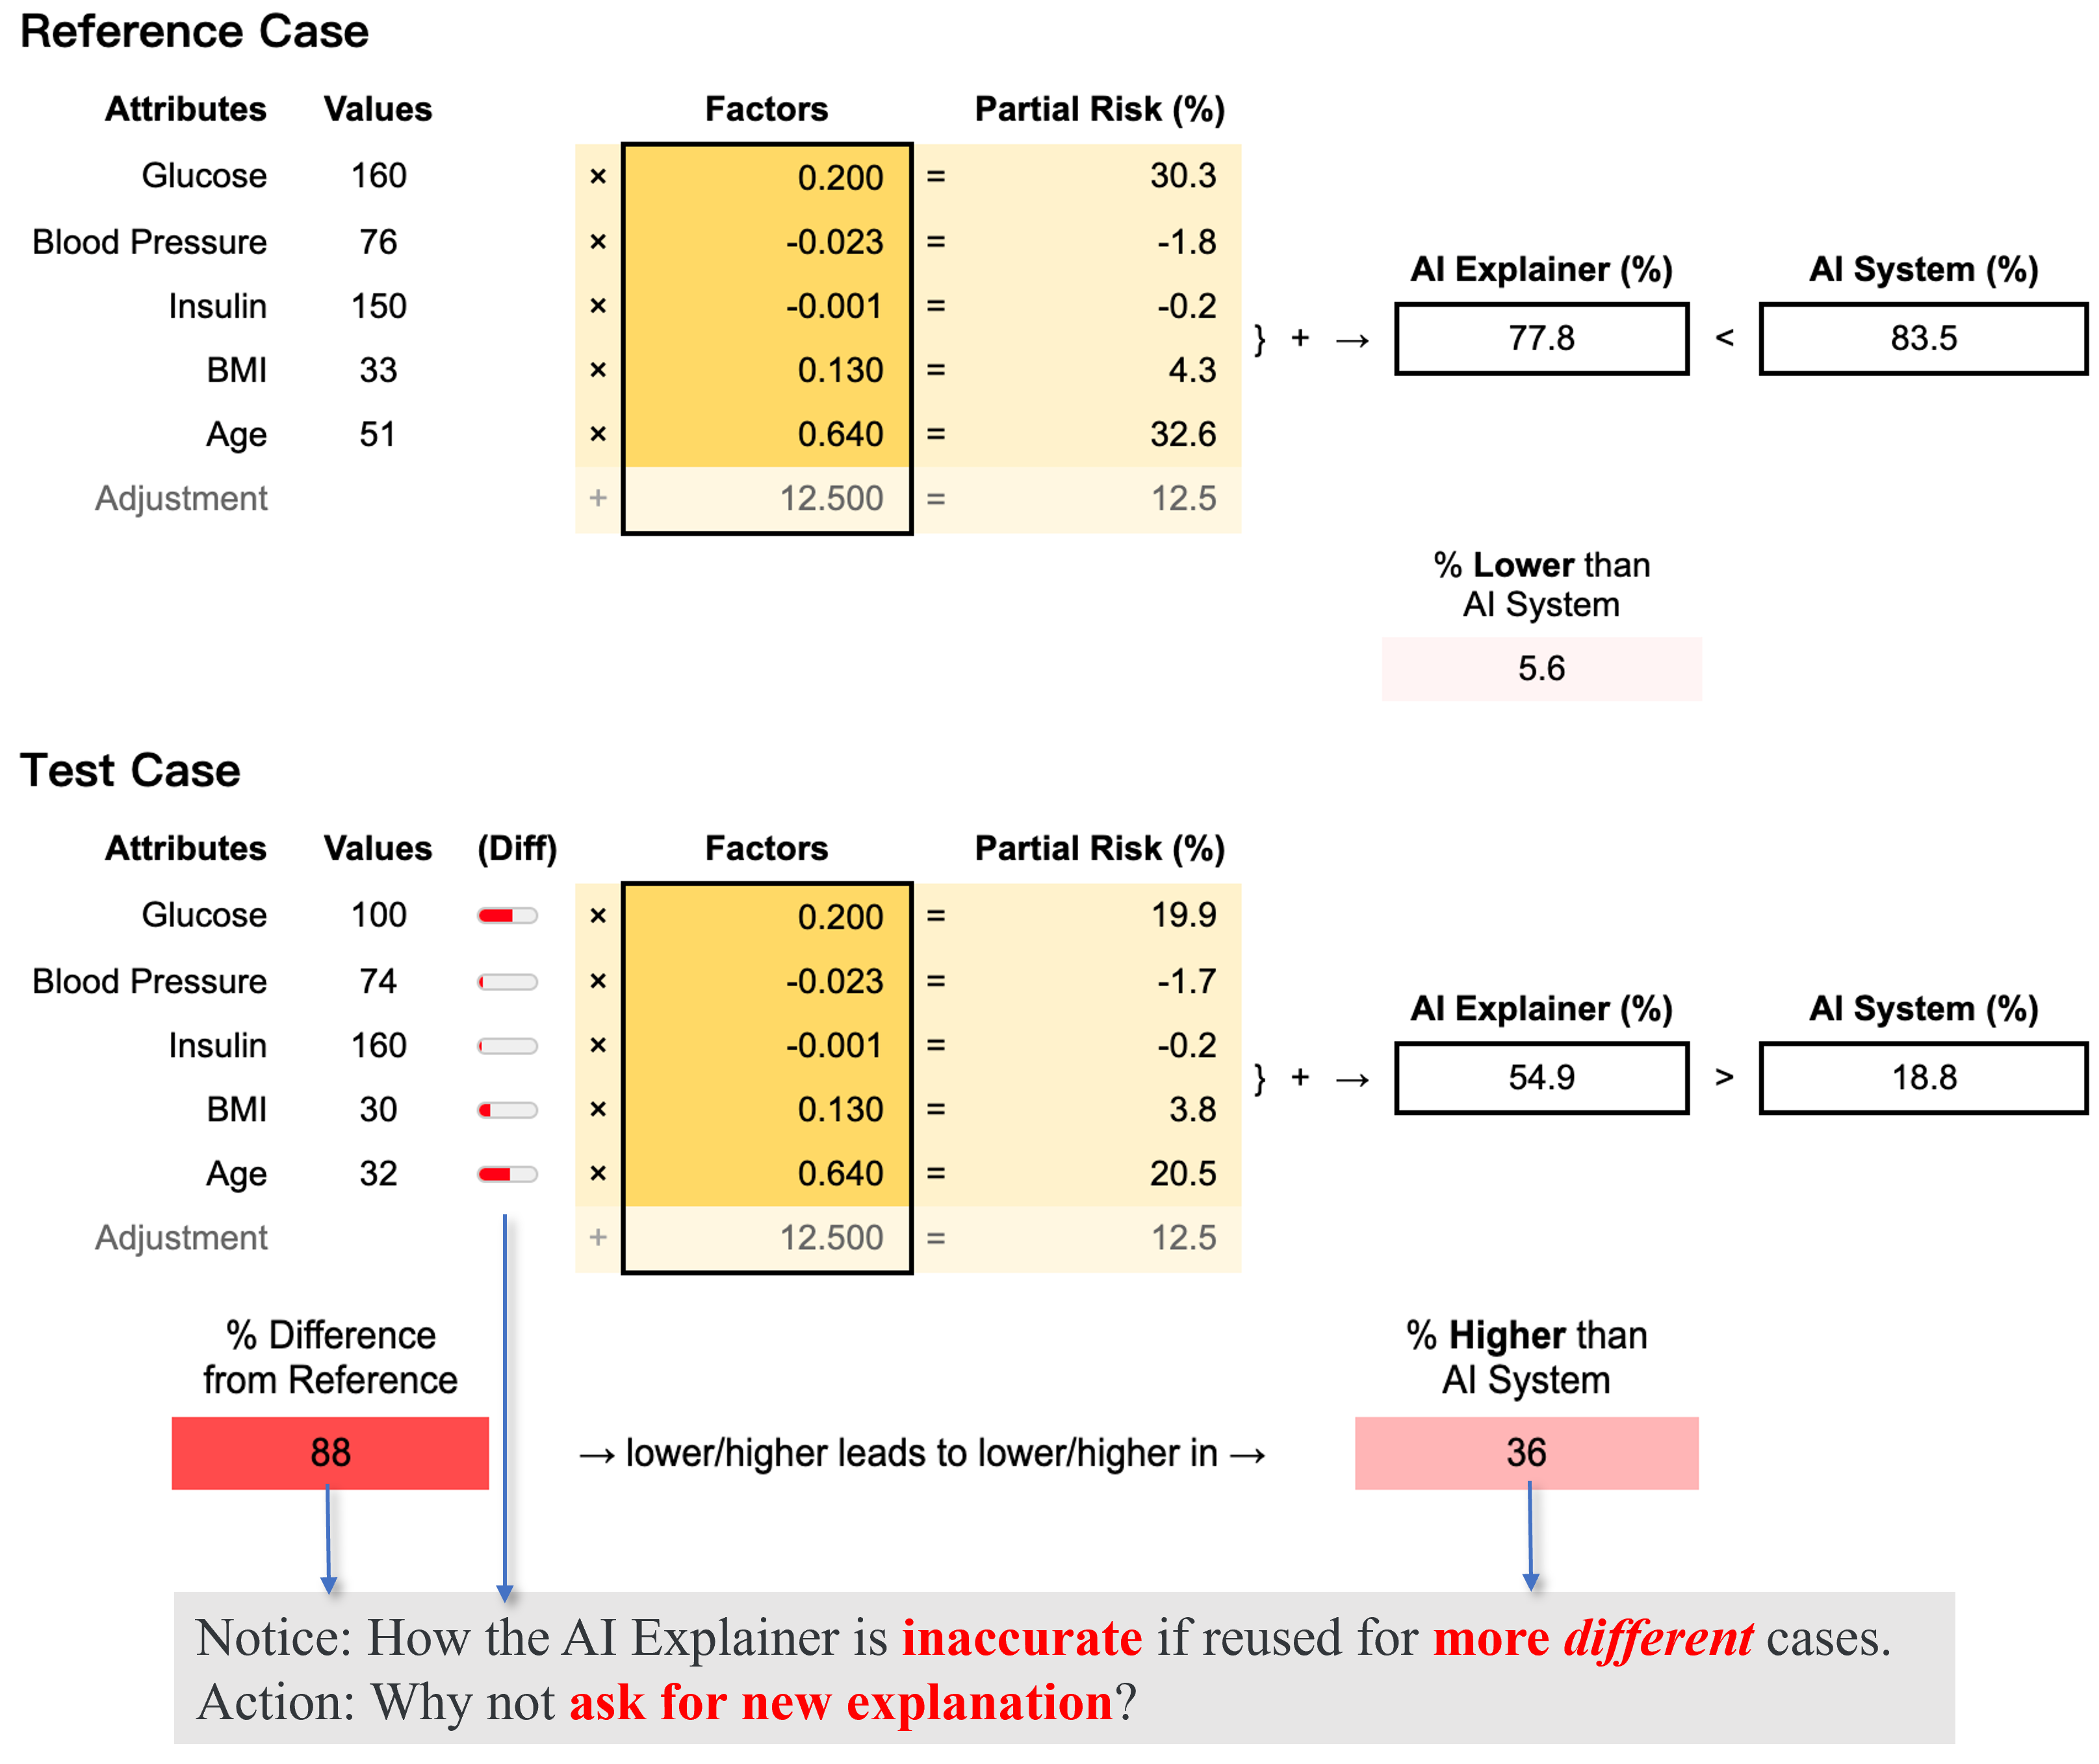 Reference Case
Attributes Values Factors Partial Risk (%)
Glucose 160 × 0.200 = 30.3
Blood Pressure 76 × -0.023 = -1.8
Insulin 150 × -0.001 = -0.2
BMI 33 × 0.130 = 4.3
Age 51 × 0.640 = 32.6
Adjustment + 12.500 = 12.5
AI Explainer (%) AI System (%)
} + → 77.8 < 83.5
% Lower than
AI System
5.6
Test Case
Attributes Values (Diff) Factors Partial Risk (%)
Glucose 100 × 0.200 = 19.9
Blood Pressure 74 × -0.023 = -1.7
Insulin 160 × -0.001 = -0.2
BMI 30 × 0.130 = 3.8
Age 32 × 0.640 = 20.5
Adjustment + 12.500 = 12.5
AI Explainer (%) AI System (%)
} + → 54.9 > 18.8
% Difference
from Reference
88
→ lower/higher leads to lower/higher in →
% Higher than
AI System
36
Notice: How the AI Explainer is inaccurate if reused for more different cases.
Action: Why not ask for new explanation?